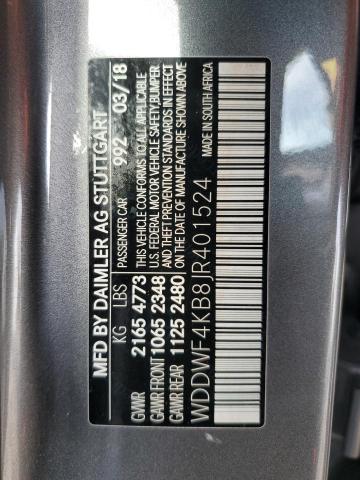 MFD BY DAIMLER AG STUTTGART
PASSENGER CAR 992 03/18
KG LBS
GVWR 2165 4773
GAWR FRONT 1065 2348
GAWR REAR 1125 2480
THIS VEHICLE CONFORMS TO ALL APPLICABLE
U.S. FEDERAL MOTOR VEHICLE SAFETY, BUMPER
AND THEFT PREVENTION STANDARDS IN EFFECT
ON DATE OF MANUFACTURE SHOWN ABOVE
MADE IN SOUTH AFRICA
WDDWF4KB8JR401524